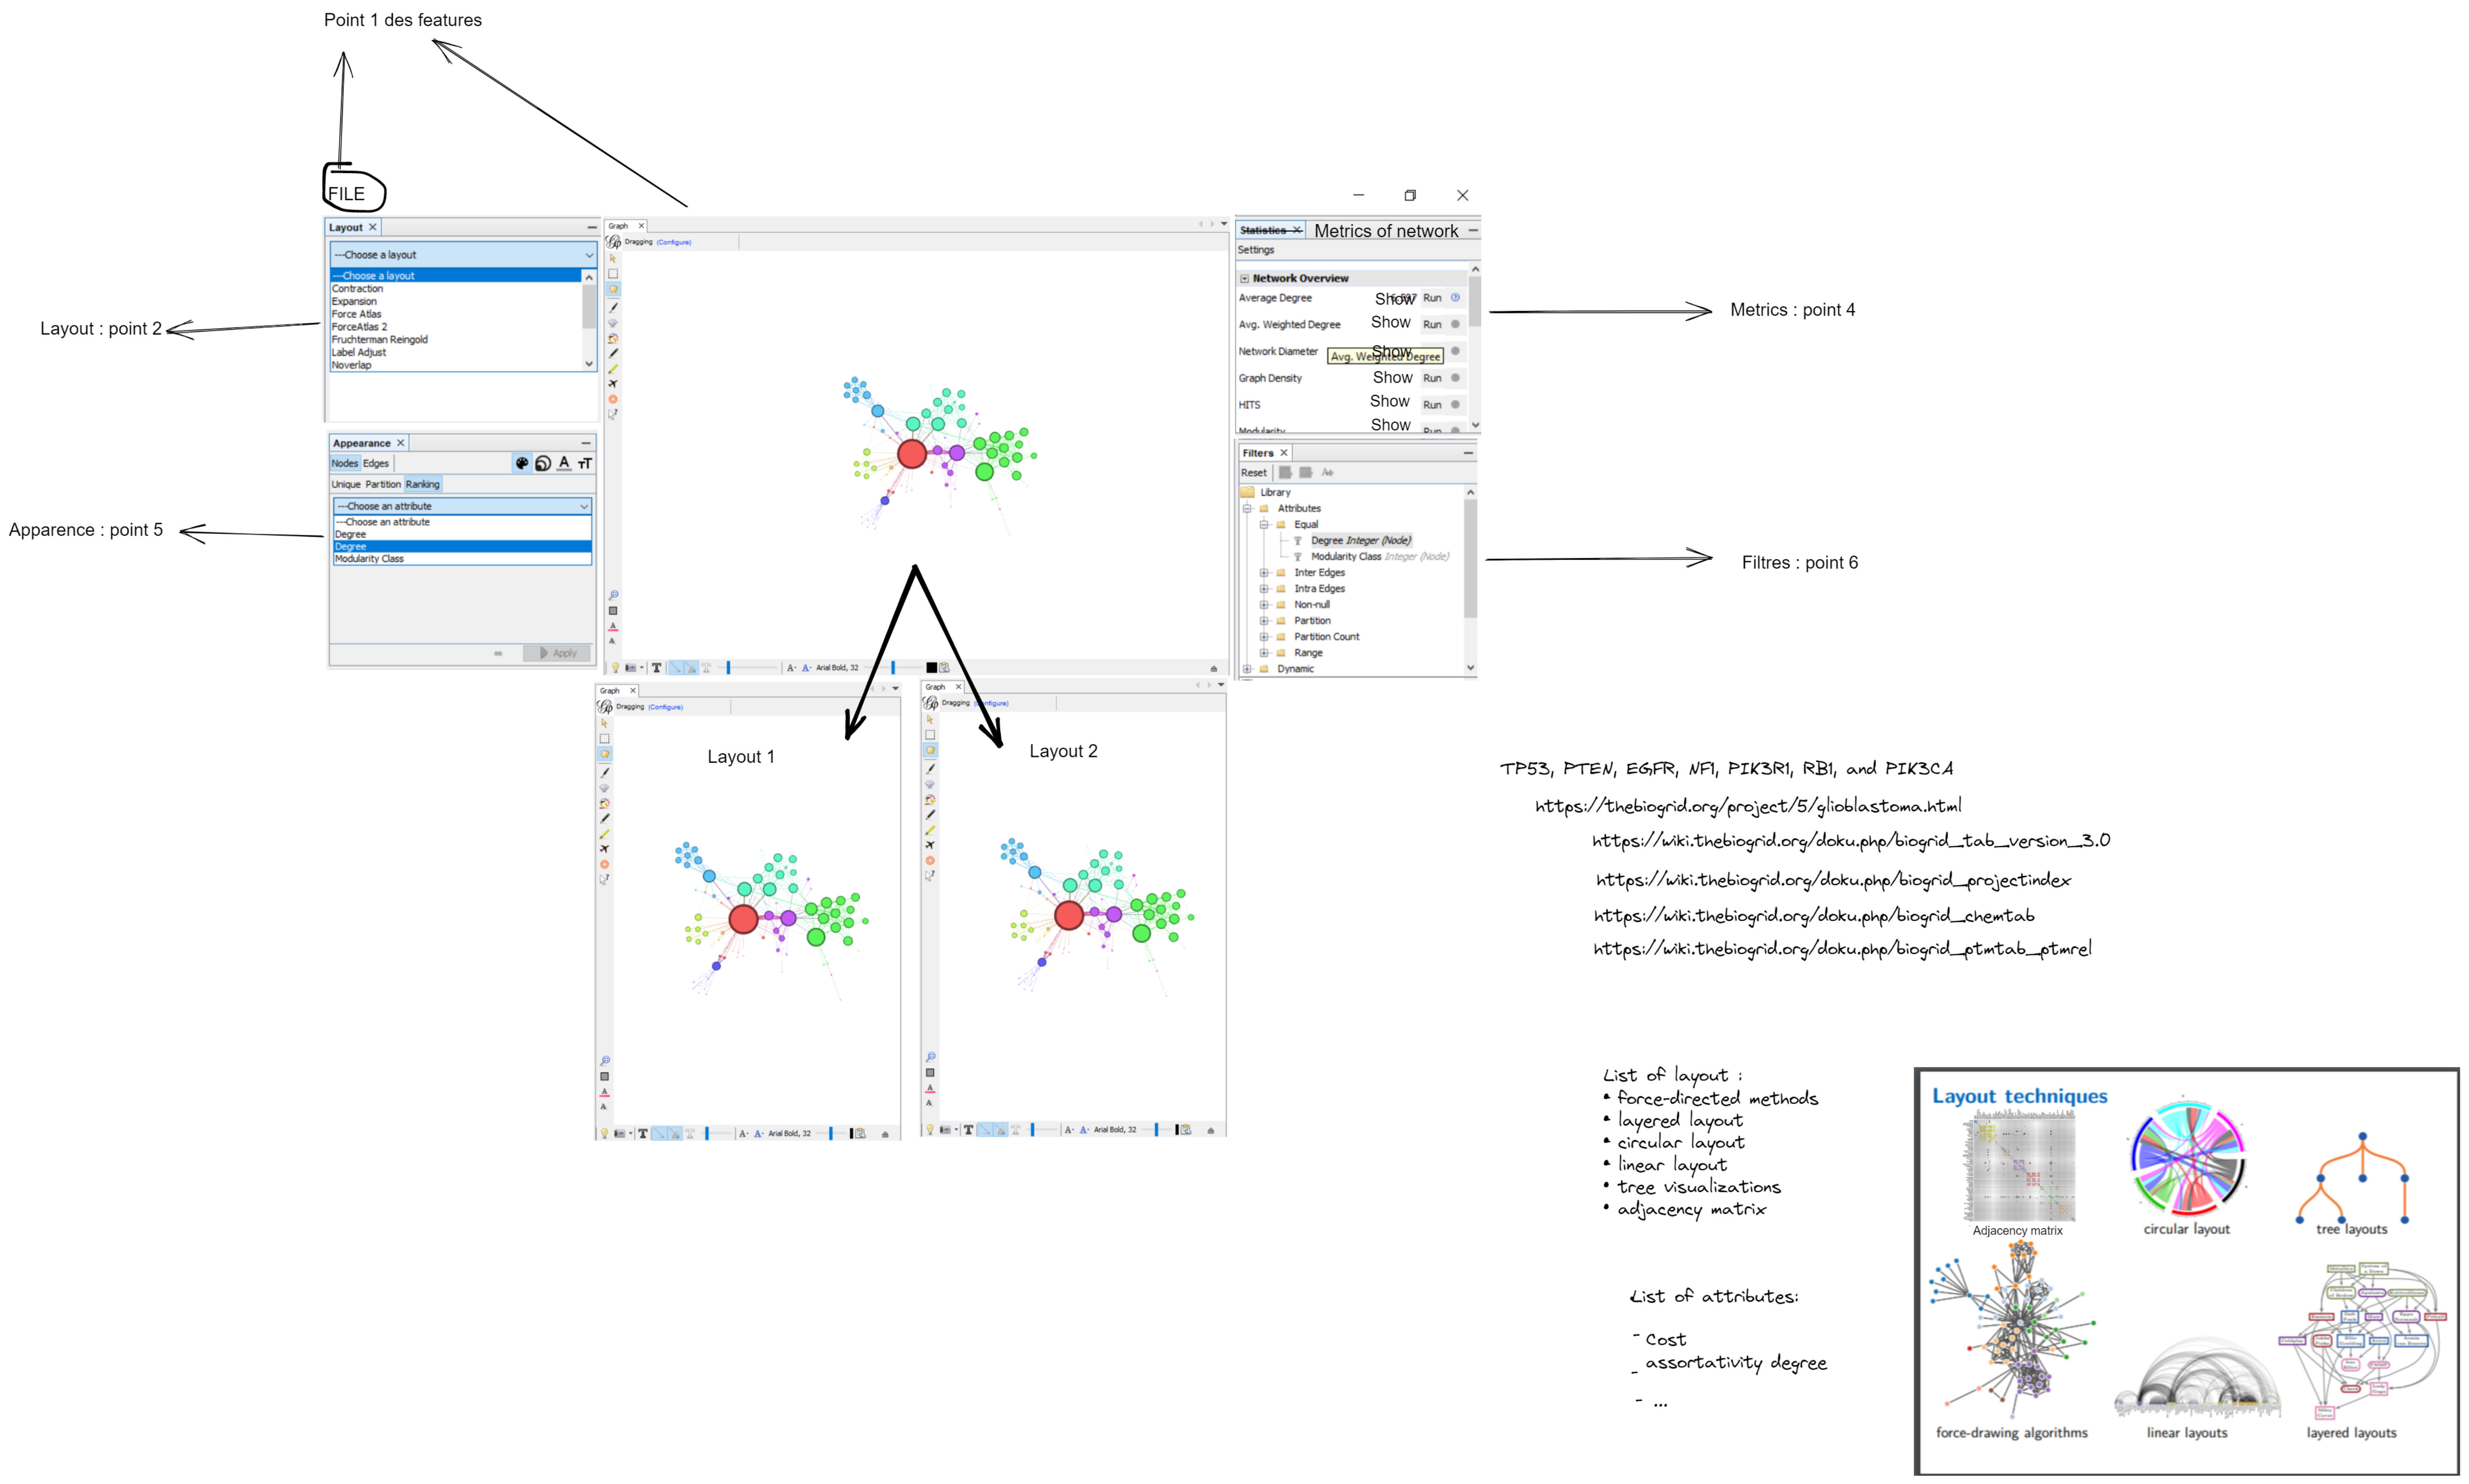 Point 1 des features
FILE
Layout
---Choose a layout
---Choose a layout
Contraction
Expansion
Force Atlas
ForceAtlas 2
Fruchterman Reingold
Label Adjust
Noverlap
Layout : point 2
Appearance
Nodes Edges
Unique Partition Ranking
---Choose an attribute
---Choose an attribute
Degree
Degree
Modularity Class
Apply
Apparence : point 5
Graph
Dragging (Configure)
Arial Bold, 32
Statistics Metrics of network
Settings
Network Overview
Average Degree Show Run
Avg. Weighted Degree Show Run
Network Diameter Show
Avg. Weighted Degree
Graph Density Show Run
HITS Show Run
Modularity Show Run
Metrics : point 4
Filters
Reset
Library
Attributes
Equal
Degree Integer (Node)
Modularity Class Integer (Node)
Inter Edges
Intra Edges
Non-null
Partition
Partition Count
Range
Dynamic
Filtres : point 6
Graph
Dragging (Configure)
Layout 1
Arial Bold, 32
Graph
Dragging (Configure)
Layout 2
Arial Bold, 32
TP53, PTEN, EGFR, NF1, PIK3R1, RB1, and PIK3CA
https://thebiogrid.org/project/5/glioblastoma.html
https://wiki.thebiogrid.org/doku.php/biogrid_tab_version_3.0
https://wiki.thebiogrid.org/doku.php/biogrid_projectindex
https://wiki.thebiogrid.org/doku.php/biogrid_chemtab
https://wiki.thebiogrid.org/doku.php/biogrid_ptmtab_ptmrel
List of layout :
• force-directed methods
• layered layout
• circular layout
• linear layout
• tree visualizations
• adjacency matrix
List of attributes:
- Cost
- assortativity degree
- ...
Layout techniques
Adjacency matrix
circular layout
tree layouts
force-drawing algorithms
linear layouts
layered layouts